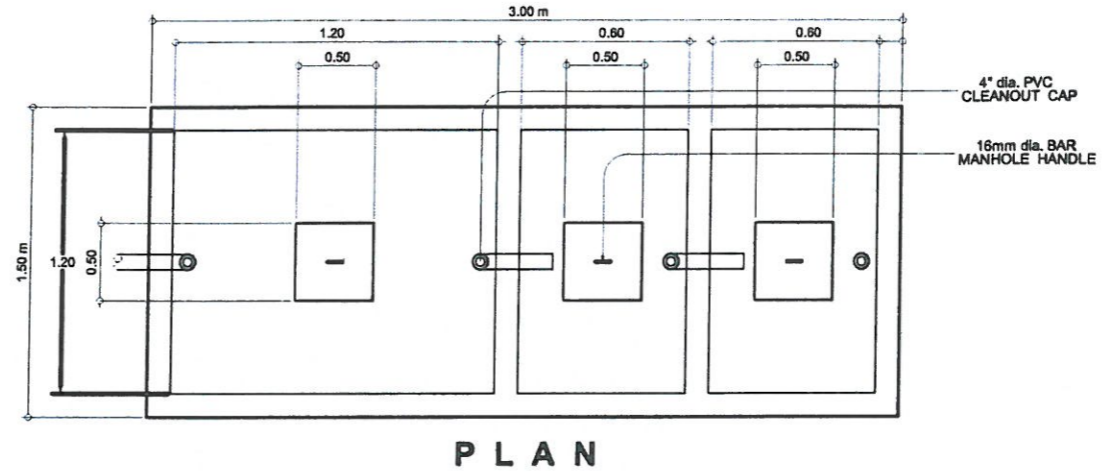 3.00 m
1.20
0.60
0.60
0.50
0.50
0.50
4" dia. PVC
CLEANOUT CAP
16mm dia. BAR
MANHOLE HANDLE
1.50 m
1.20
0.50
PLAN